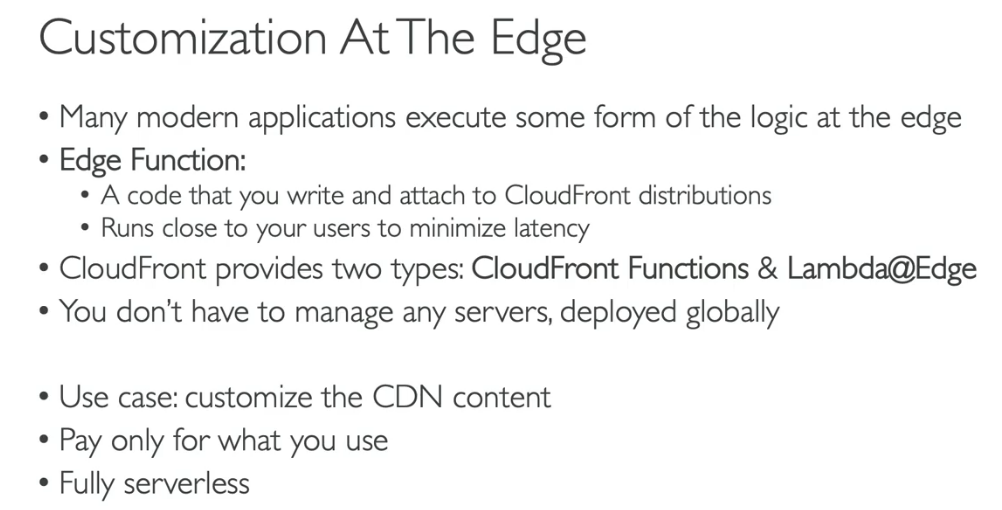 Customization At The Edge
• Many modern applications execute some form of the logic at the edge
• Edge Function:
• A code that you write and attach to CloudFront distributions
• Runs close to your users to minimize latency
• CloudFront provides two types: CloudFront Functions & Lambda@Edge
• You don't have to manage any servers, deployed globally
• Use case: customize the CDN content
• Pay only for what you use
• Fully serverless